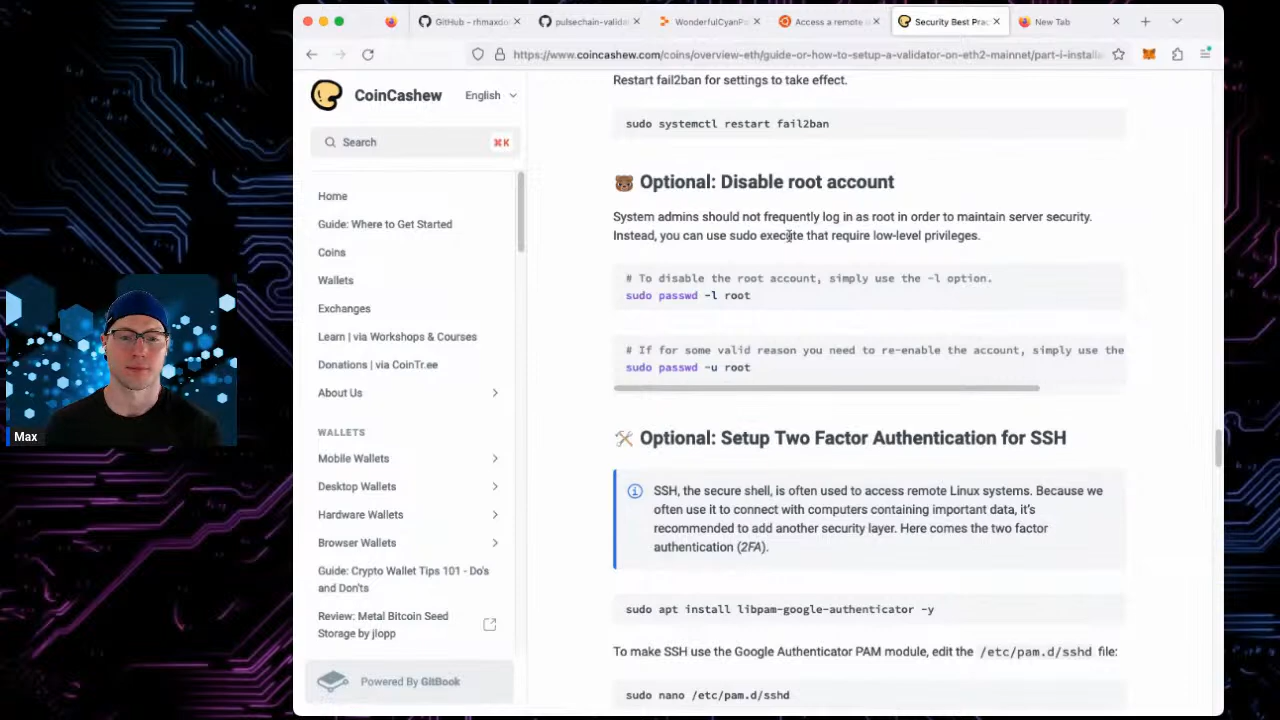 GitHub - rhmaxdo
pulsechain-valida
WonderfulCyanPa
Access a remote
Security Best Prac
New Tab
https://www.coincashew.com/coins/overview-eth/guide-or-how-to-setup-a-validator-on-eth2-mainnet/part-i-installa
CoinCashew
English
Search
⌘K
Home
Guide: Where to Get Started
Coins
Wallets
Exchanges
Learn | via Workshops & Courses
Donations | via CoinTr.ee
About Us
WALLETS
Mobile Wallets
Desktop Wallets
Hardware Wallets
Browser Wallets
Guide: Crypto Wallet Tips 101 - Do's
and Don'ts
Review: Metal Bitcoin Seed
Storage by jlopp
Powered By GitBook
Restart fail2ban for settings to take effect.
sudo systemctl restart fail2ban
Optional: Disable root account
System admins should not frequently log in as root in order to maintain server security.
Instead, you can use sudo execute that require low-level privileges.
# To disable the root account, simply use the -l option.
sudo passwd -l root
# If for some valid reason you need to re-enable the account, simply use the
sudo passwd -u root
Optional: Setup Two Factor Authentication for SSH
SSH, the secure shell, is often used to access remote Linux systems. Because we
often use it to connect with computers containing important data, it's
recommended to add another security layer. Here comes the two factor
authentication (2FA).
sudo apt install libpam-google-authenticator -y
To make SSH use the Google Authenticator PAM module, edit the /etc/pam.d/sshd file:
sudo nano /etc/pam.d/sshd
Max